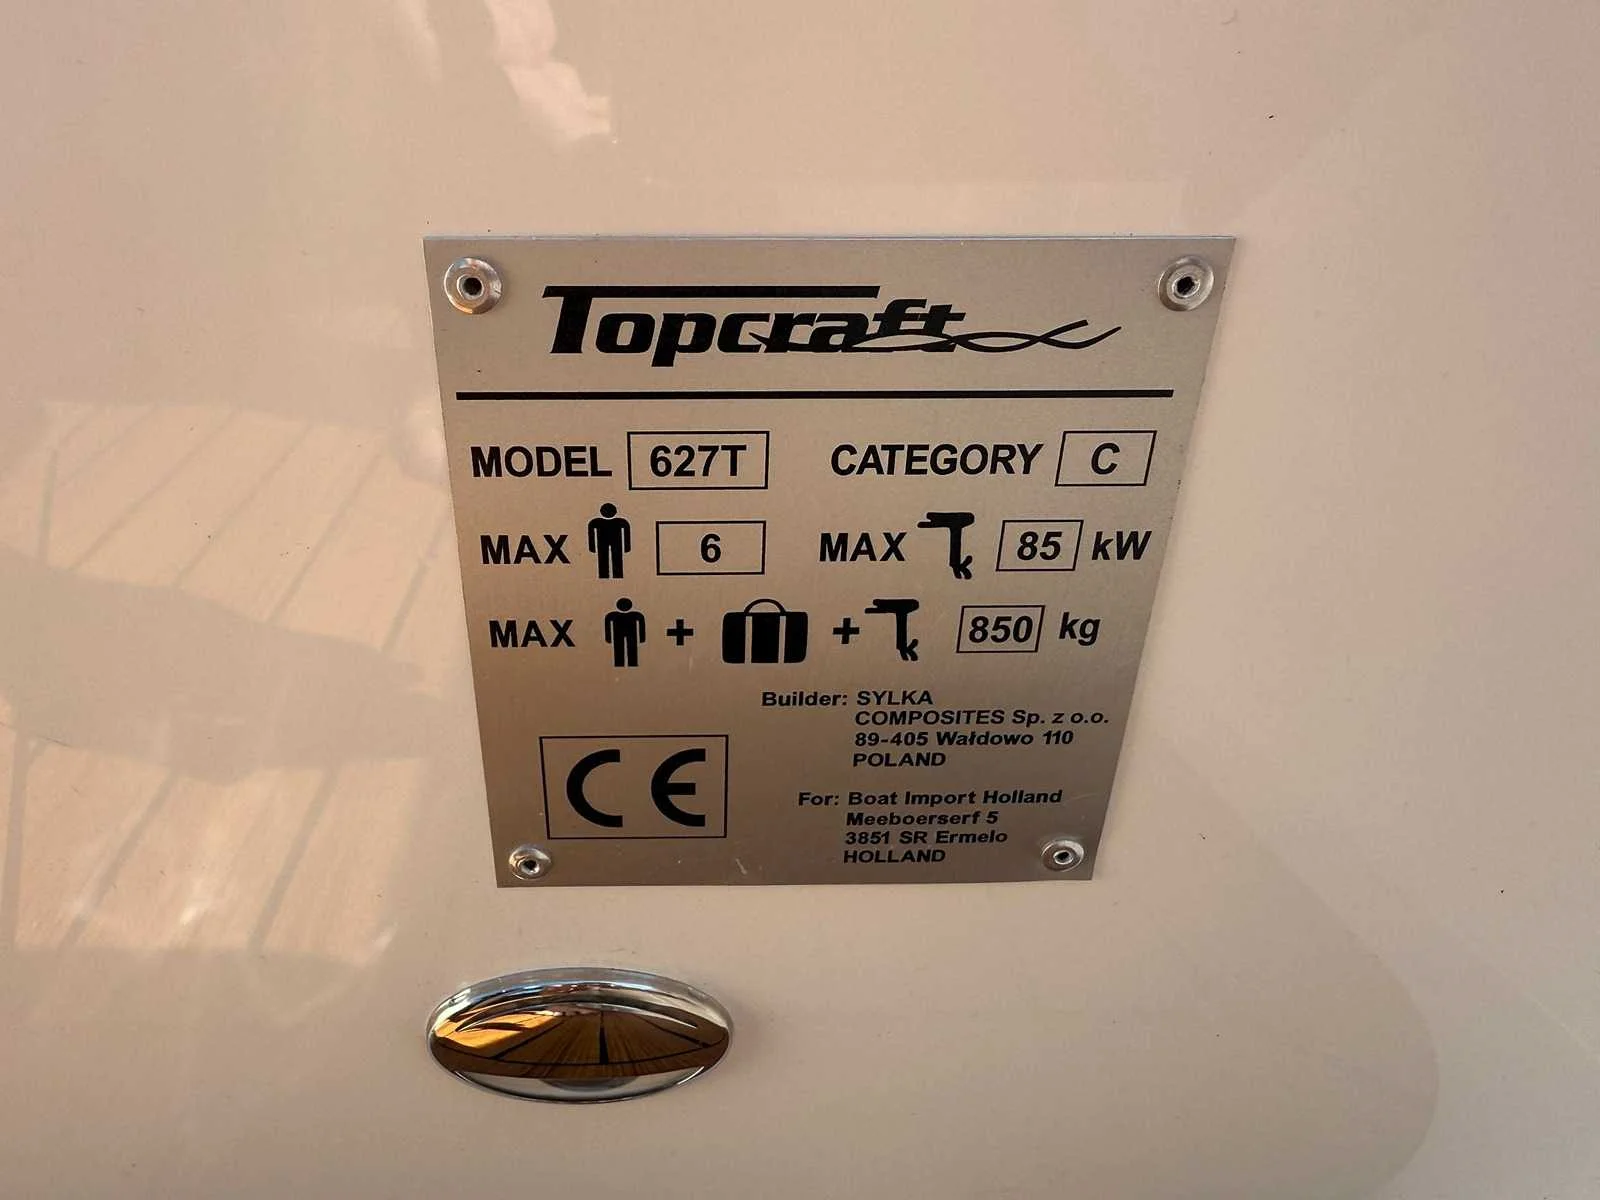 Topcraft
MODEL 627T CATEGORY C
MAX 6 MAX 85 kW
MAX + + 850 kg
Builder: SYLKA
COMPOSITES Sp. z o.o.
89-405 Wałdowo 110
POLAND
CE
For: Boat Import Holland
Meeboerserf 5
3851 SR Ermelo
HOLLAND